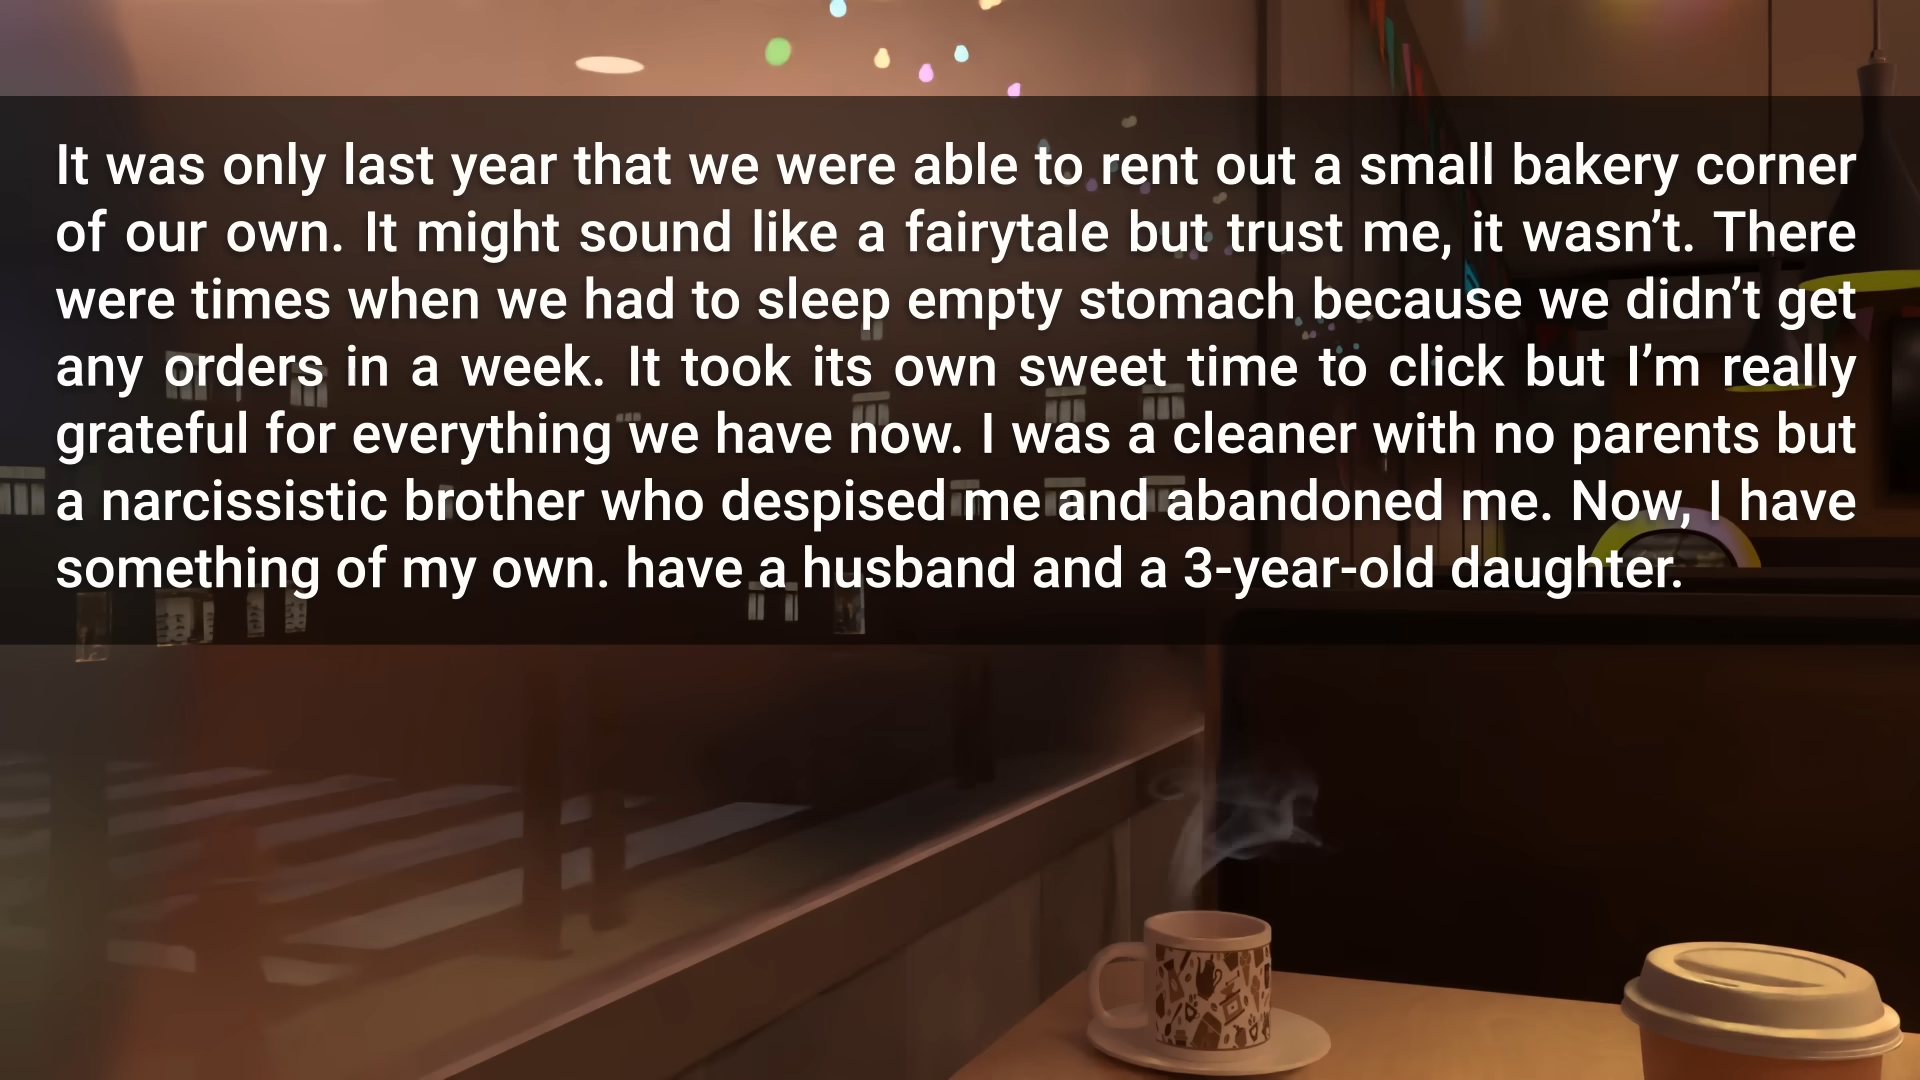 It was only last year that we were able to rent out a small bakery corner
of our own. It might sound like a fairytale but trust me, it wasn’t. There
were times when we had to sleep empty stomach because we didn’t get
any orders in a week. It took its own sweet time to click but I’m really
grateful for everything we have now. I was a cleaner with no parents but
a narcissistic brother who despised me and abandoned me. Now, I have
something of my own. have a husband and a 3-year-old daughter.